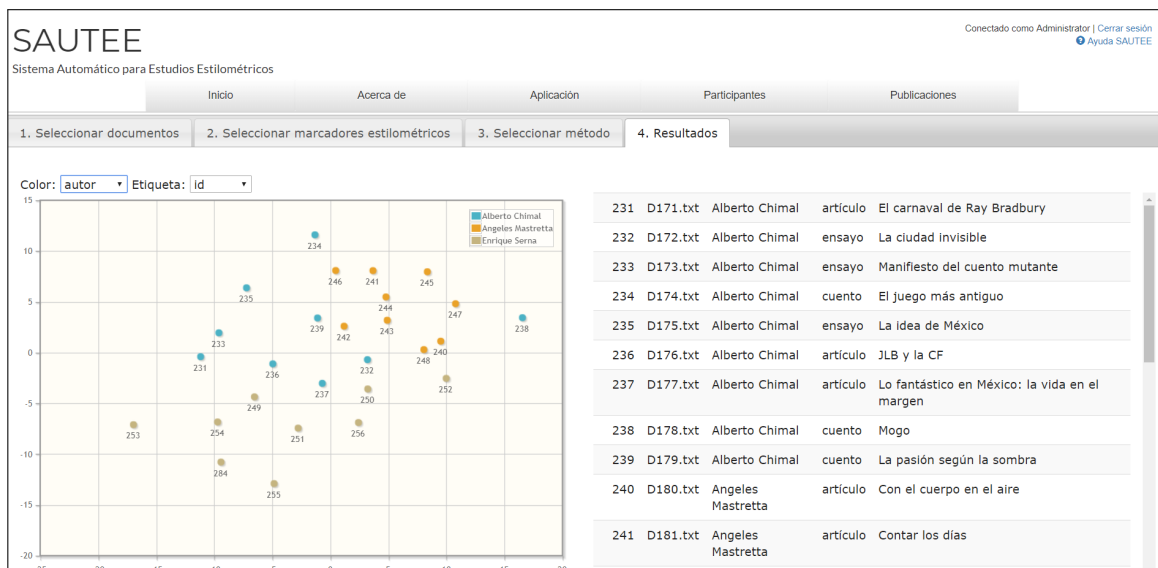 SAUTEE
Sistema Automático para Estudios Estilométricos
Conectado como Administrator | Cerrar sesión
Ayuda SAUTEE
Inicio Acerca de Aplicación Participantes Publicaciones
1. Seleccionar documentos 2. Seleccionar marcadores estilométricos 3. Seleccionar método 4. Resultados
Color: autor Etiqueta: id
15
10
5
0
-5
-10
-15
-20
Alberto Chimal
Angeles Mastretta
Enrique Serna
234
246 241 245
235
244
247
239
243
238
242
233
240
248
231
232
236
237
252
250
249
253
254
251
256
284
255
231 D171.txt Alberto Chimal artículo El carnaval de Ray Bradbury
232 D172.txt Alberto Chimal ensayo La ciudad invisible
233 D173.txt Alberto Chimal ensayo Manifiesto del cuento mutante
234 D174.txt Alberto Chimal cuento El juego más antiguo
235 D175.txt Alberto Chimal ensayo La idea de México
236 D176.txt Alberto Chimal artículo JLB y la CF
237 D177.txt Alberto Chimal artículo Lo fantástico en México: la vida en el
margen
238 D178.txt Alberto Chimal cuento Mogo
239 D179.txt Alberto Chimal cuento La pasión según la sombra
240 D180.txt Angeles artículo Con el cuerpo en el aire
Mastretta
241 D181.txt Angeles artículo Contar los días
Mastretta